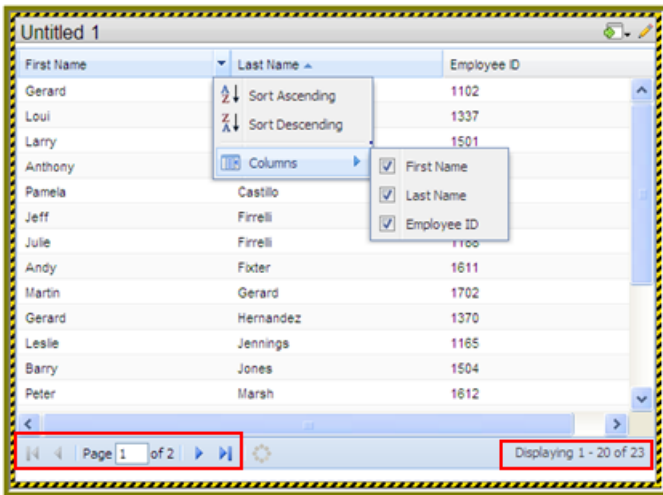 Untitled 1
First Name Last Name Employee ID
Gerard 1102
Loui 1337
Larry 1501
Anthony
Pamela Castillo
Jeff Firrelli
Julie Firrelli
Andy Fixter 1611
Martin Gerard 1702
Gerard Hernandez 1370
Leslie Jennings 1165
Barry Jones 1504
Peter Marsh 1612
Sort Ascending
Sort Descending
Columns
First Name
Last Name
Employee ID
Page 1 of 2
Displaying 1 - 20 of 23